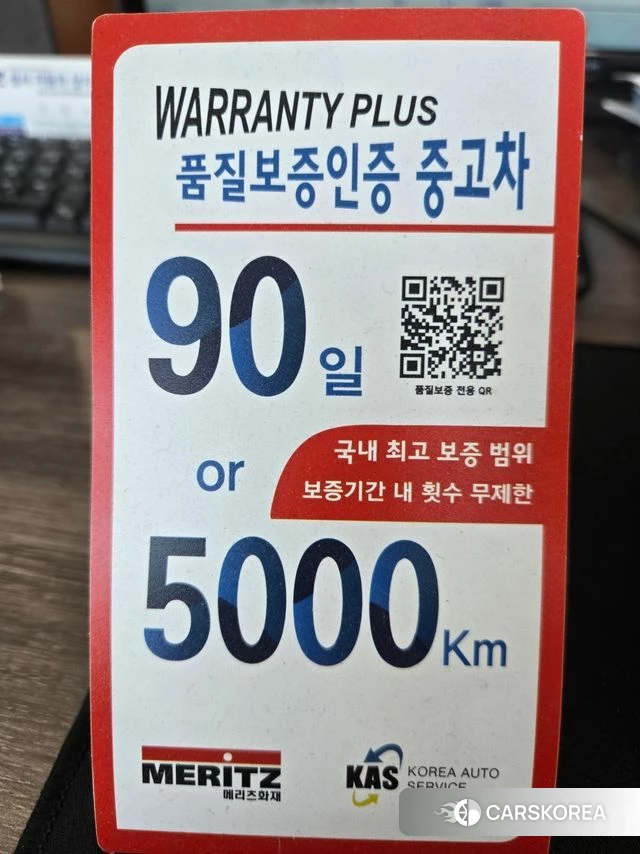 WARRANTY PLUS
품질보증인증 중고차
90일
품질보증 전용 QR
or
국내 최고 보증 범위
보증기간 내 횟수 무제한
5000Km
MERITZ
메리츠화재
KAS KOREA AUTO
SERVICE
CARSKOREA